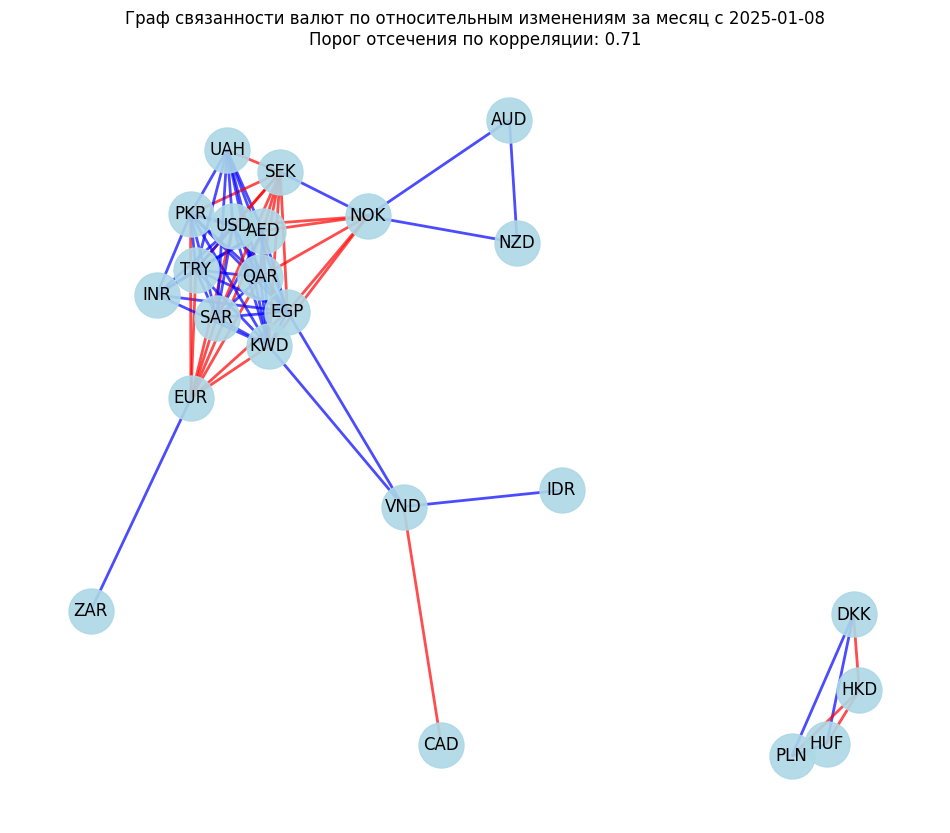 Граф связанности валют по относительным изменениям за месяц с 2025-01-08
Порог отсечения по корреляции: 0.71
AUD
UAH
SEK
PKR
NOK
USD
AED
NZD
TRY
QAR
INR
EGP
SAR
KWD
EUR
IDR
VND
ZAR
DKK
HKD
CAD
HUF
PLN